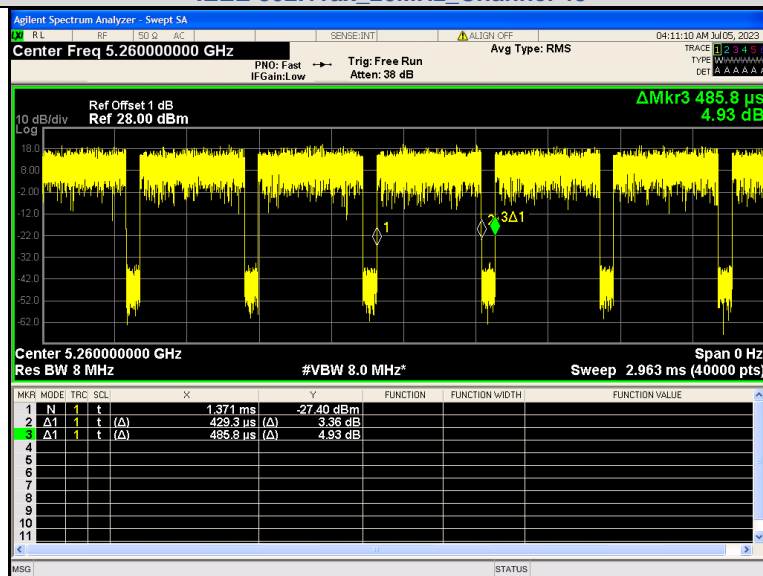 Agilent Spectrum Analyzer - Swept SA
LXI RL RF 50 Ω AC SENSE:INT ALIGN OFF 04:11:10 AM Jul 05, 2023
Center Freq 5.260000000 GHz Avg Type: RMS TRACE 1 2 3 4 5
PNO: Fast Trig: Free Run TYPE
IFGain:Low Atten: 38 dB DET A A A A A
ΔMkr3 485.8 µs
Ref Offset 1 dB
10 dB/div Ref 28.00 dBm 4.93 dB
Log
18.0
8.00
-2.00
-12.0
3Δ1
1
-22.0
-32.0
-42.0
-52.0
-62.0
Center 5.260000000 GHz Span 0 Hz
Res BW 8 MHz #VBW 8.0 MHz* Sweep 2.963 ms (40000 pts)
MKR MODE TRC SCL X Y FUNCTION FUNCTION WIDTH FUNCTION VALUE
1 N 1 t 1.371 ms -27.40 dBm
2 Δ1 1 t (Δ) 429.3 µs (Δ) 3.36 dB
3 Δ1 1 t (Δ) 485.8 µs (Δ) 4.93 dB
4
5
6
7
8
9
10
11
MSG STATUS